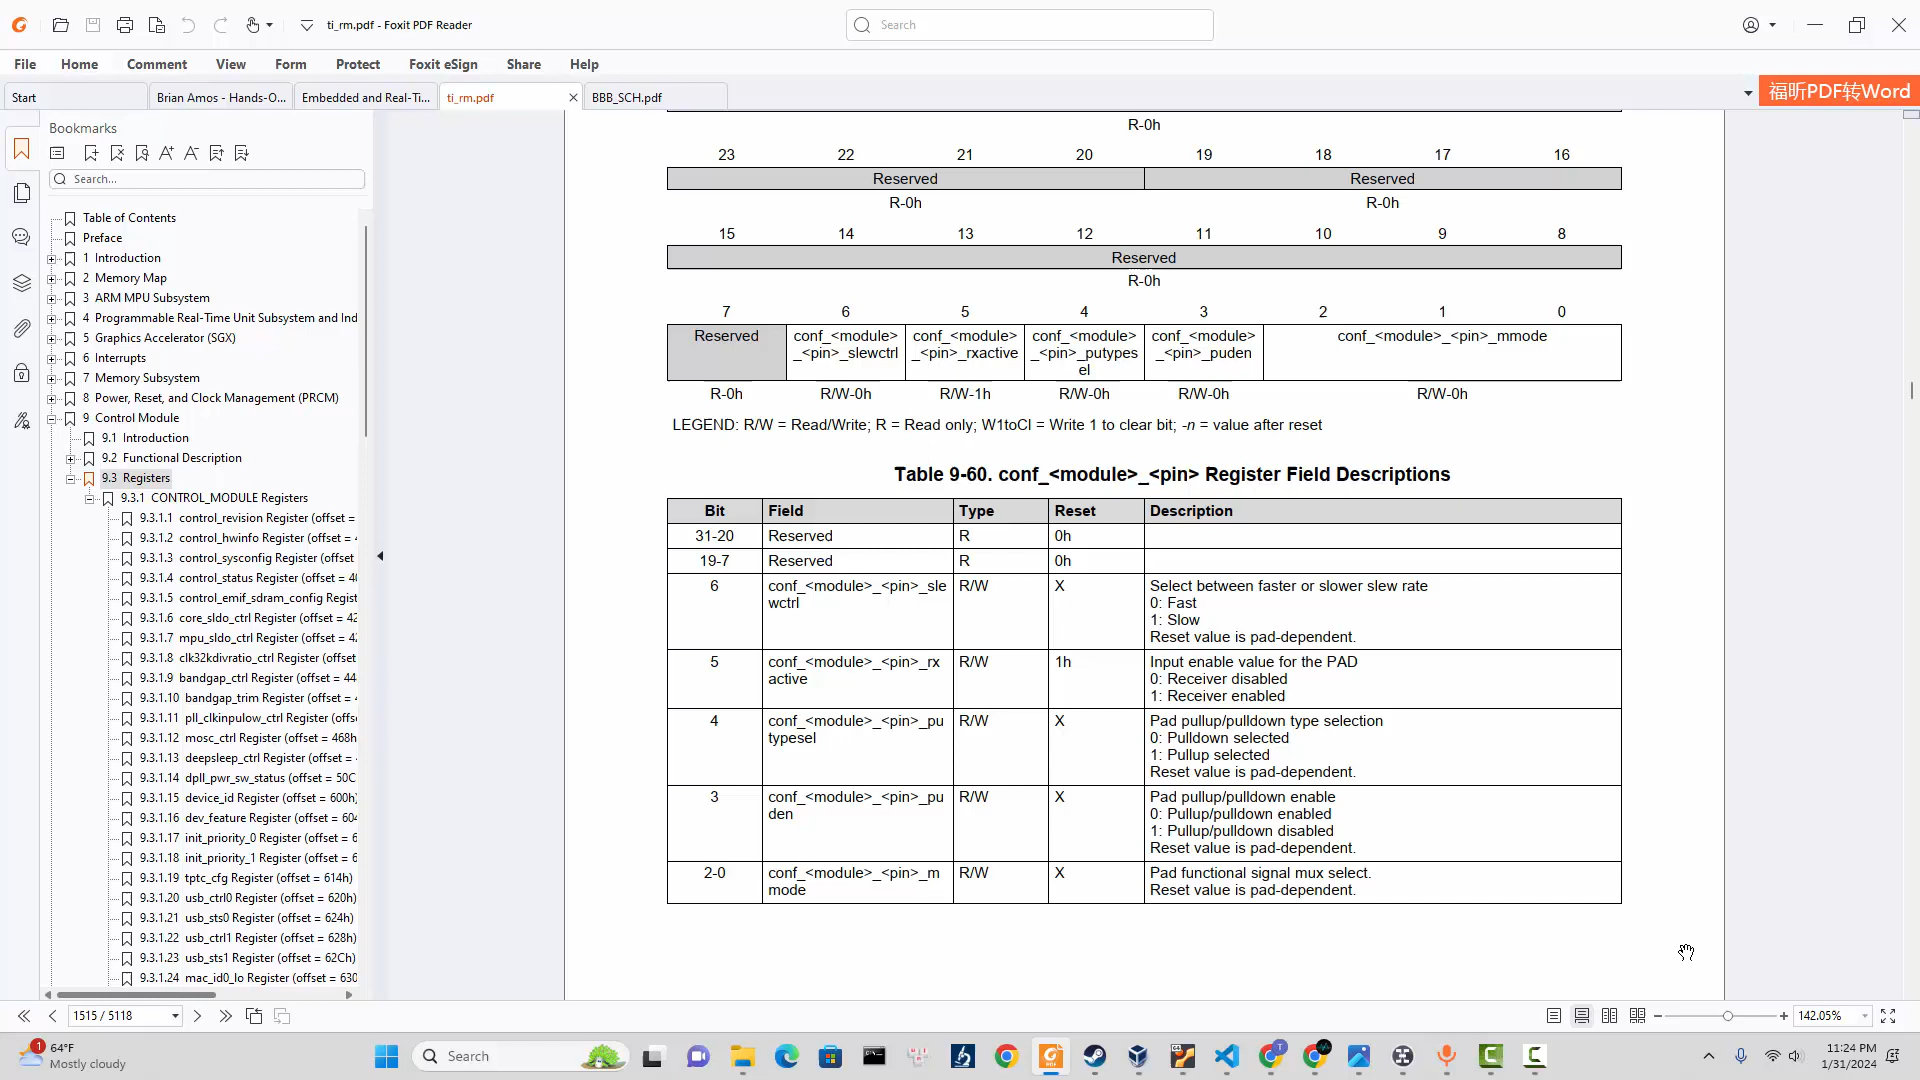 ti_rm.pdf - Foxit PDF Reader
Search
File Home Comment View Form Protect Foxit eSign Share Help
Start
Brian Amos - Hands-O...
Embedded and Real-Ti...
ti_rm.pdf
BBB_SCH.pdf
福昕PDF转Word
Bookmarks
Search...
Table of Contents
Preface
1 Introduction
2 Memory Map
3 ARM MPU Subsystem
4 Programmable Real-Time Unit Subsystem and Ind
5 Graphics Accelerator (SGX)
6 Interrupts
7 Memory Subsystem
8 Power, Reset, and Clock Management (PRCM)
9 Control Module
9.1 Introduction
9.2 Functional Description
9.3 Registers
9.3.1 CONTROL_MODULE Registers
9.3.1.1 control_revision Register (offset =
9.3.1.2 control_hwinfo Register (offset = 4
9.3.1.3 control_sysconfig Register (offset
9.3.1.4 control_status Register (offset = 40
9.3.1.5 control_emif_sdram_config Regist
9.3.1.6 core_sldo_ctrl Register (offset = 42
9.3.1.7 mpu_sldo_ctrl Register (offset = 42
9.3.1.8 clk32kdivratio_ctrl Register (offset
9.3.1.9 bandgap_ctrl Register (offset = 44
9.3.1.10 bandgap_trim Register (offset = 4
9.3.1.11 pll_clkinpulow_ctrl Register (offs
9.3.1.12 mosc_ctrl Register (offset = 468h
9.3.1.13 deepsleep_ctrl Register (offset = 4
9.3.1.14 dpll_pwr_sw_status (offset = 50C
9.3.1.15 device_id Register (offset = 600h)
9.3.1.16 dev_feature Register (offset = 604
9.3.1.17 init_priority_0 Register (offset = 6
9.3.1.18 init_priority_1 Register (offset = 6
9.3.1.19 tptc_cfg Register (offset = 614h)
9.3.1.20 usb_ctrl0 Register (offset = 620h)
9.3.1.21 usb_sts0 Register (offset = 624h)
9.3.1.22 usb_ctrl1 Register (offset = 628h)
9.3.1.23 usb_sts1 Register (offset = 62Ch)
9.3.1.24 mac_id0_lo Register (offset = 630
R-0h
23 22 21 20 19 18 17 16
Reserved Reserved
R-0h R-0h
15 14 13 12 11 10 9 8
Reserved
R-0h
7 6 5 4 3 2 1 0
Reserved conf_<module> conf_<module> conf_<module> conf_<module> conf_<module>_<pin>_mmode
_<pin>_slewctrl _<pin>_rxactive _<pin>_putypes _<pin>_puden
el
R-0h R/W-0h R/W-1h R/W-0h R/W-0h R/W-0h
LEGEND: R/W = Read/Write; R = Read only; W1toCl = Write 1 to clear bit; -n = value after reset
Table 9-60. conf_<module>_<pin> Register Field Descriptions
Bit Field Type Reset Description
31-20 Reserved R 0h
19-7 Reserved R 0h
6 conf_<module>_<pin>_sle R/W X Select between faster or slower slew rate
wctrl 0: Fast
1: Slow
Reset value is pad-dependent.
5 conf_<module>_<pin>_rx R/W 1h Input enable value for the PAD
active 0: Receiver disabled
1: Receiver enabled
4 conf_<module>_<pin>_pu R/W X Pad pullup/pulldown type selection
typesel 0: Pulldown selected
1: Pullup selected
Reset value is pad-dependent.
3 conf_<module>_<pin>_pu R/W X Pad pullup/pulldown enable
den 0: Pullup/pulldown enabled
1: Pullup/pulldown disabled
Reset value is pad-dependent.
2-0 conf_<module>_<pin>_m R/W X Pad functional signal mux select.
mode Reset value is pad-dependent.
1515 / 5118
142.05%
1
64°F
Mostly cloudy
Search
11:24 PM
1/31/2024